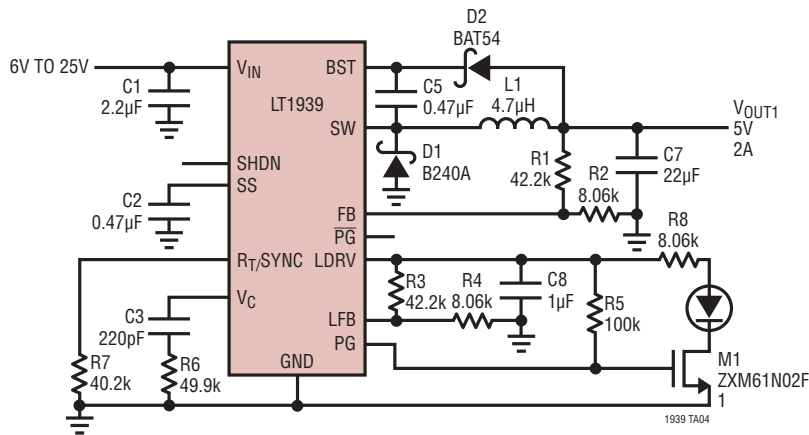 D2
BAT54
6V TO 25V
V_IN
BST
C1
2.2µF
LT1939
C5
0.47µF
L1
4.7µH
V_OUT1
5V
2A
SW
D1
B240A
R1
42.2k
R2
8.06k
C7
22µF
SHDN
SS
C2
0.47µF
FB
PG
R8
8.06k
R_T/SYNC
LDRV
R3
42.2k
R4
8.06k
C8
1µF
R5
100k
V_C
C3
220pF
LFB
PG
GND
R7
40.2k
R6
49.9k
M1
ZXM61N02F
1
1939 TA04